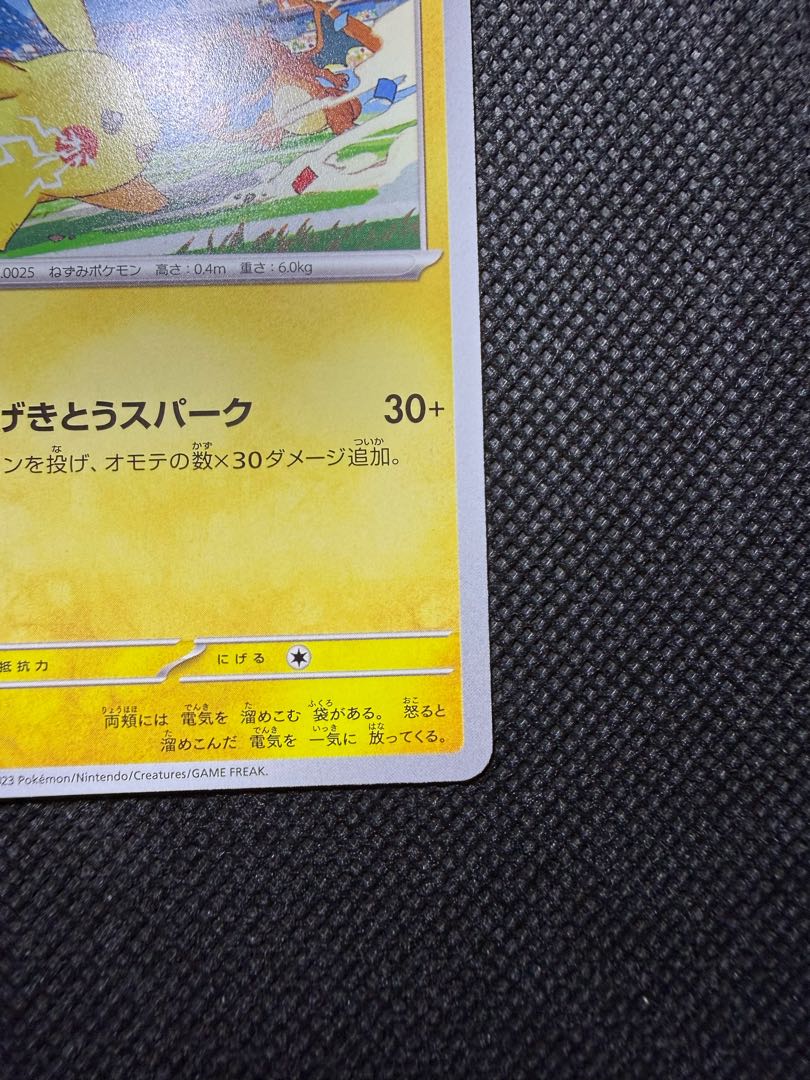 .0025 ねずみポケモン 高さ:0.4m 重さ:6.0kg
げきとうスパーク 30+
ンを投げ、オモテの数×30ダメージ追加。
抵抗力 にげる
両頬には 電気を 溜めこむ 袋がある。 怒ると
溜めこんだ 電気を 一気に 放ってくる。
23 Pokémon/Nintendo/Creatures/GAME FREAK.